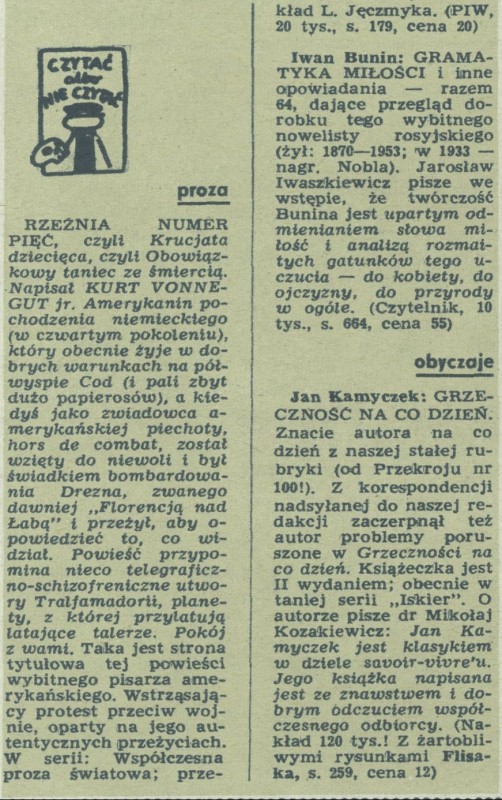 CZYTAĆ
albo
NIE CZYTAĆ
proza
RZEŹNIA NUMER
PIĘĆ, czyli Krucjata
dziecięca, czyli Obowiąz-
kowy taniec ze śmiercią.
Napisał KURT VONNE-
GUT jr. Amerykanin po-
chodzenia niemieckiego
(w czwartym pokoleniu),
który obecnie żyje w do-
brych warunkach na pół-
wyspie Cod (i pali zbyt
dużo papierosów), a kie-
dyś jako zwiadowca a-
merykańskiej piechoty,
hors de combat, został
wzięty do niewoli i był
świadkiem bombardowa-
nia Drezna, zwanego
dawniej „Florencją nad
Łabą" i przeżył, aby o-
powiedzieć to, co wi-
dział. Powieść przypo-
mina nieco telegraficz-
no-schizofreniczne utwo-
ry Tralfamadorii, plane-
ty, z której przylatują
latające talerze. Pokój
z wami. Taka jest strona
tytułowa tej powieści
wybitnego pisarza ame-
rykańskiego. Wstrząsają-
cy protest przeciw woj-
nie, oparty na jego au-
tentycznych przeżyciach.
W serii: Współczesna
proza światowa; prze-
kład L. Jęczmyka. (PIW,
20 tys., s. 179, cena 20)
Iwan Bunin: GRAMA-
TYKA MIŁOŚCI i inne
opowiadania — razem
64, dające przegląd do-
robku tego wybitnego
nowelisty rosyjskiego
(żył: 1870—1953; w 1933 —
nagr. Nobla). Jarosław
Iwaszkiewicz pisze we
wstępie, że twórczość
Bunina jest upartym od-
mienianiem słowa mi-
łość i analizą rozmai-
tych gatunków tego u-
czucia — do kobiety, do
ojczyzny, do przyrody
w ogóle. (Czytelnik, 10
tys., s. 664, cena 55)
obyczaje
Jan Kamyczek: GRZE-
CZNOŚĆ NA CO DZIEŃ.
Znacie autora na co
dzień z naszej stałej ru-
bryki (od Przekroju nr
100!). Z korespondencji
nadsyłanej do naszej re-
dakcji zaczerpnął też
autor problemy poru-
szone w Grzeczności na
co dzień. Książeczka jest
II wydaniem; obecnie w
taniej serii „Iskier". O
autorze pisze dr Mikołaj
Kozakiewicz: Jan Ka-
myczek jest klasykiem
w dziele savoir-vivre'u.
Jego książka napisana
jest ze znawstwem i do-
brym odczuciem współ-
czesnego odbiorcy. (Na-
kład 120 tys.! Z żartobli-
wymi rysunkami Flisa-
ka, s. 259, cena 12)